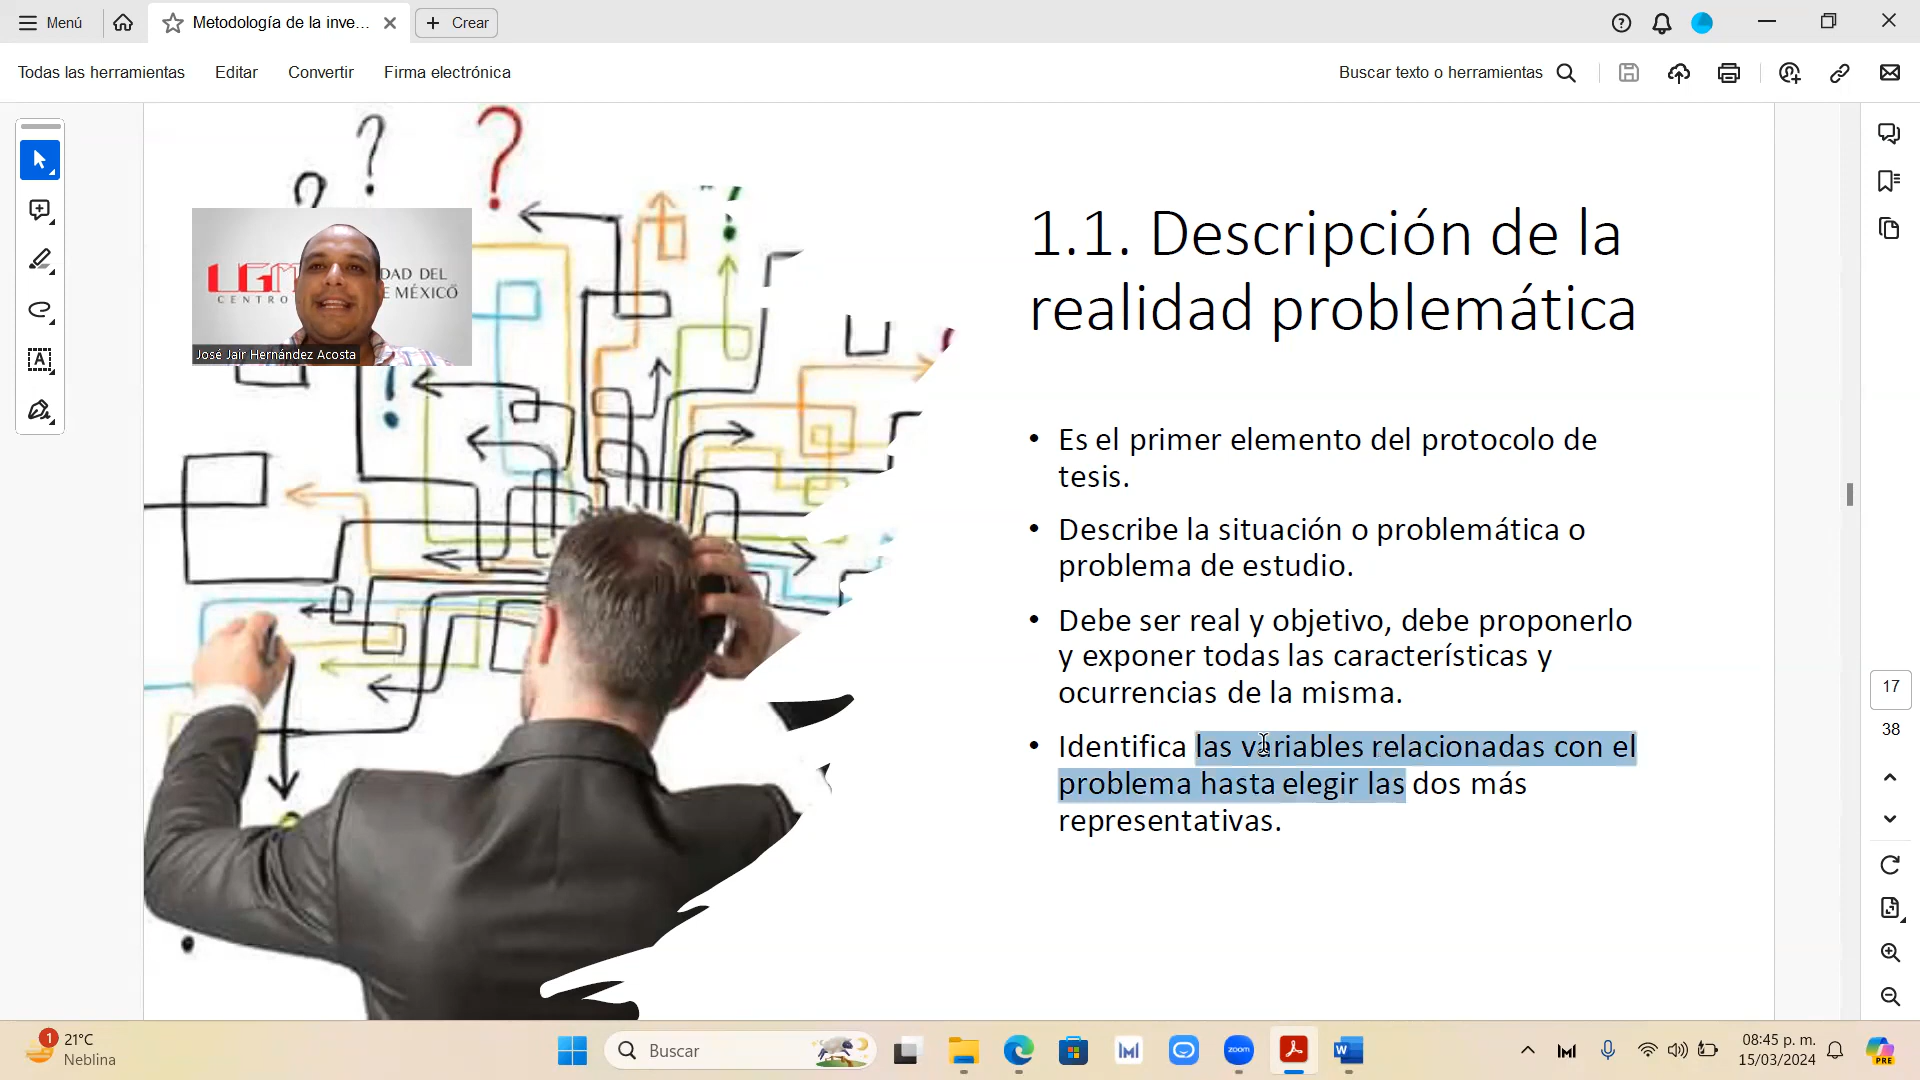 Menú
Metodología de la inve...
Crear
Todas las herramientas
Editar
Convertir
Firma electrónica
Buscar texto o herramientas
UGM
CENTRO
DAD DEL
E MÉXICO
José Jair Hernández Acosta
1.1. Descripción de la
realidad problemática
• Es el primer elemento del protocolo de
tesis.
• Describe la situación o problemática o
problema de estudio.
• Debe ser real y objetivo, debe proponerlo
y exponer todas las características y
ocurrencias de la misma.
• Identifica las variables relacionadas con el
problema hasta elegir las dos más
representativas.
17
38
1
21°C
Neblina
Buscar
zoom
W
08:45 p. m.
15/03/2024
PRE